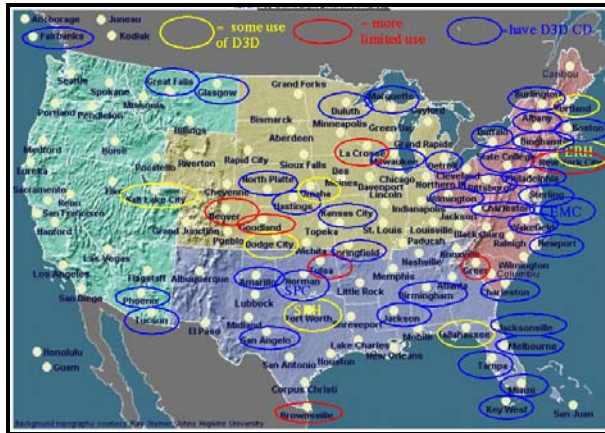 Anchorage Juneau
Fairbanks Kodiak
= some use of D3D
= more limited use
=have D3D CD
Seattle Spokane Great Falls Glasgow Grand Forks Duluth Marquette Caribou
Portland Pendleton Missoula Bismarck Minneapolis Gaylord Burlington Portland
Medford Boise Billings Aberdeen Green Bay Albany Boston
Eureka Pocatello Riverton Rapid City Sioux Falls La Crosse Milwaukee Grand Rapids Detroit Buffalo Binghamton ERH
Sacramento Elko Salt Lake City Cheyenne North Platte Omaha Des Moines Davenport Chicago Cleveland State College New York
Reno Denver Hastings Lincoln Northern Pittsburgh Philadelphia
San Francisco Grand Junction Goodland Topeka Kansas City Indianapolis Wilmington Charleston Sterling EMC
Hanford Las Vegas Pueblo Dodge City Wichita St. Louis Louisville Jackson Blacksburg Wakefield
Los Angeles Flagstaff Albuquerque Amarillo Norman Tulsa Springfield Paducah Nashville Knoxville Raleigh Newport
San Diego Phoenix Lubbock SPC Little Rock Memphis Greer Wilmington Columbia
Tucson El Paso Midland Fort Worth SRH Shreveport Jackson Birmingham Atlanta Charleston
Honolulu San Angelo Lake Charles Mobile Tallahassee Jacksonville
Guam San Antonio Houston New Orleans Tampa Melbourne
Corpus Christi Miami
Brownsville Key West San Juan
Background topography courtesy, Ray Sterner, Johns Hopkins University